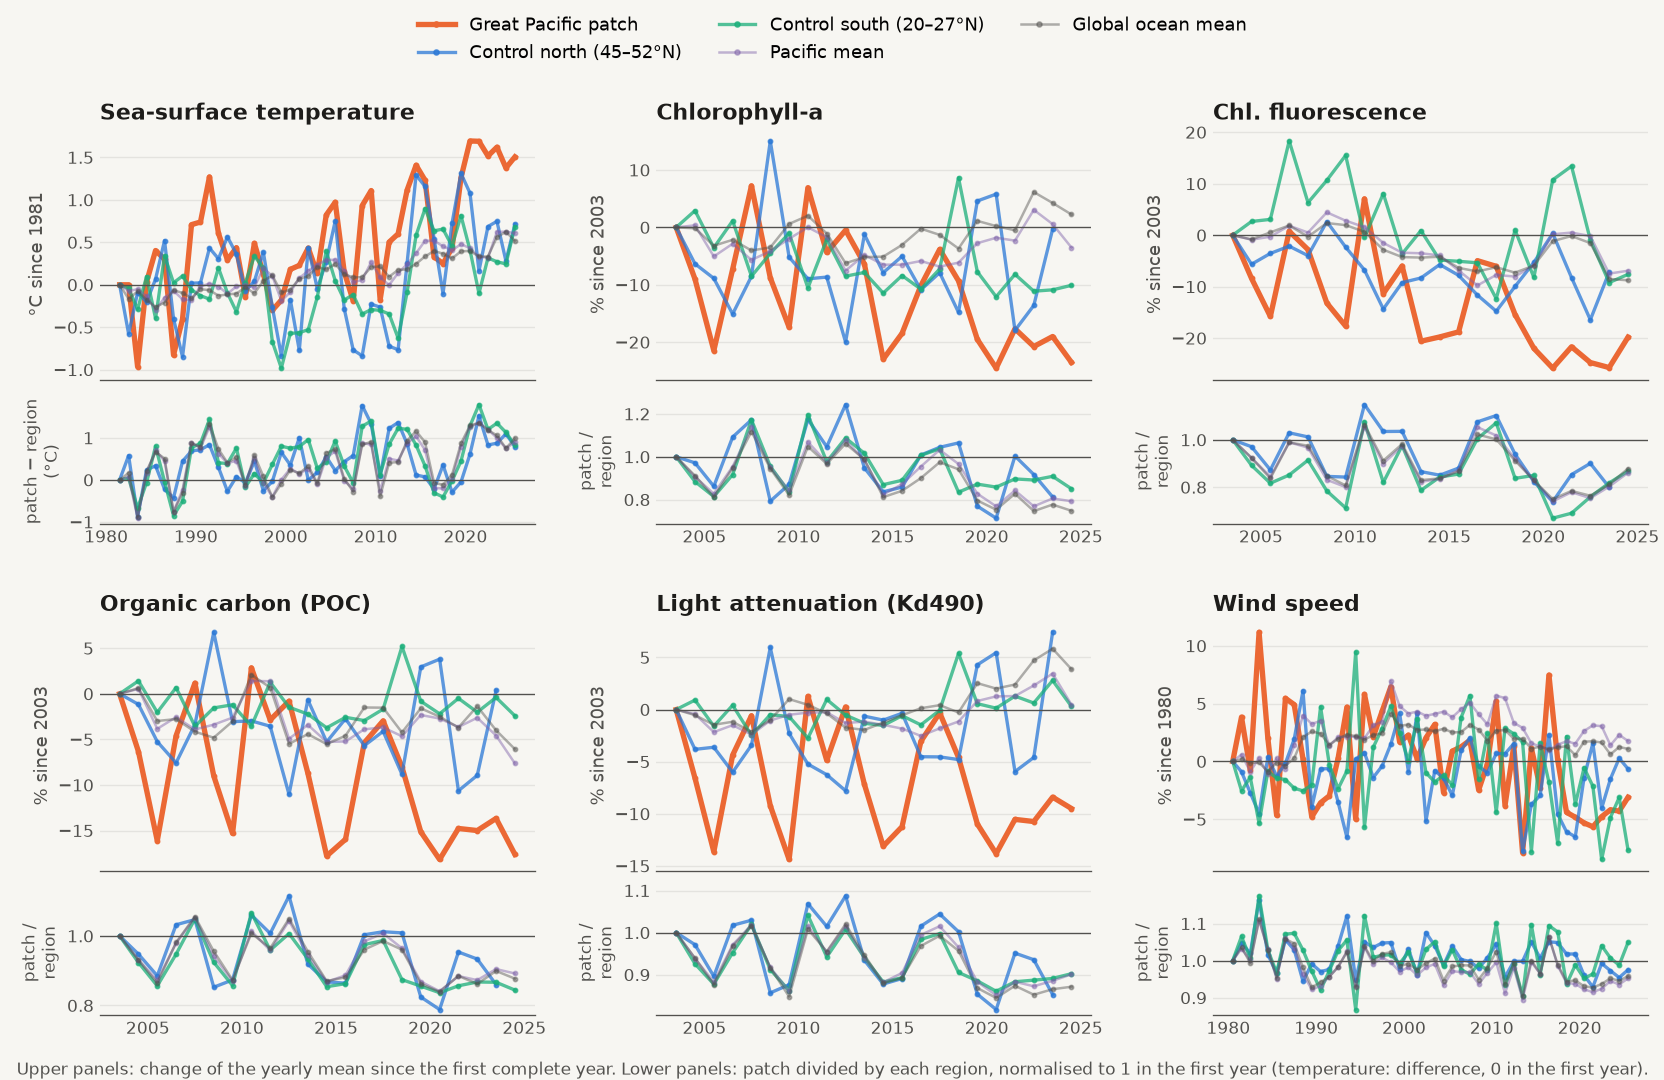 Great Pacific patch
Control south (20–27°N)
Global ocean mean
Control north (45–52°N)
Pacific mean
Sea-surface temperature
°C since 1981
1.5
1.0
0.5
0.0
−0.5
−1.0
patch − region
(°C)
1
0
−1
1980 1990 2000 2010 2020
Chlorophyll-a
% since 2003
10
0
−10
−20
patch /
region
1.2
1.0
0.8
2005 2010 2015 2020 2025
Chl. fluorescence
% since 2003
20
10
0
−10
−20
patch /
region
1.0
0.8
2005 2010 2015 2020 2025
Organic carbon (POC)
% since 2003
5
0
−5
−10
−15
patch /
region
1.0
0.8
2005 2010 2015 2020 2025
Light attenuation (Kd490)
% since 2003
5
0
−5
−10
−15
patch /
region
1.1
1.0
0.9
2005 2010 2015 2020 2025
Wind speed
% since 1980
10
5
0
−5
patch /
region
1.1
1.0
0.9
1980 1990 2000 2010 2020
Upper panels: change of the yearly mean since the first complete year. Lower panels: patch divided by each region, normalised to 1 in the first year (temperature: difference, 0 in the first year).